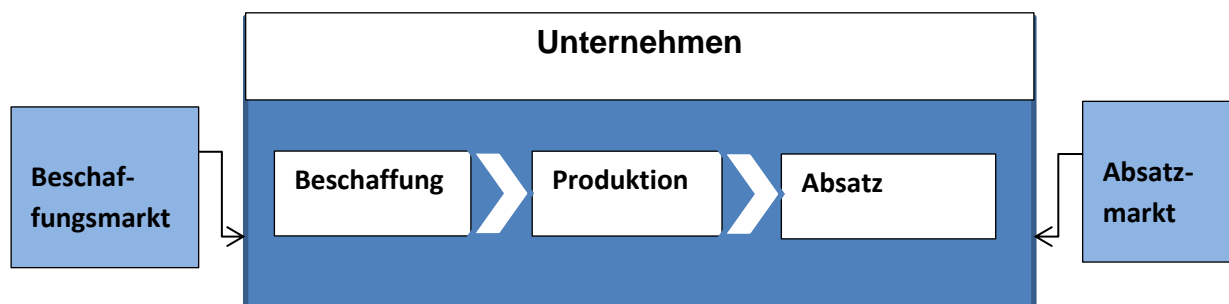 Unternehmen
Beschaf-
fungsmarkt
Beschaffung
Produktion
Absatz
Absatz-
markt